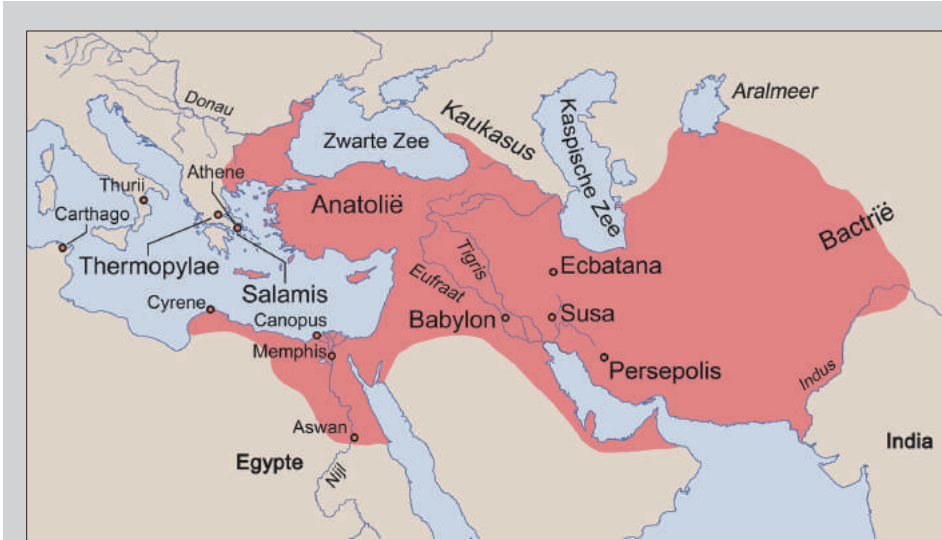 Aralmeer
Donau
Kaukasus
Kaspische Zee
Zwarte Zee
Athene
Thurii
Anatolië
Carthago
Bactrië
Thermopylae
Tigris
Ecbatana
Eufraat
Salamis
Cyrene
Canopus
Babylon
Susa
Memphis
Persepolis
Indus
Aswan
India
Egypte
Nijl